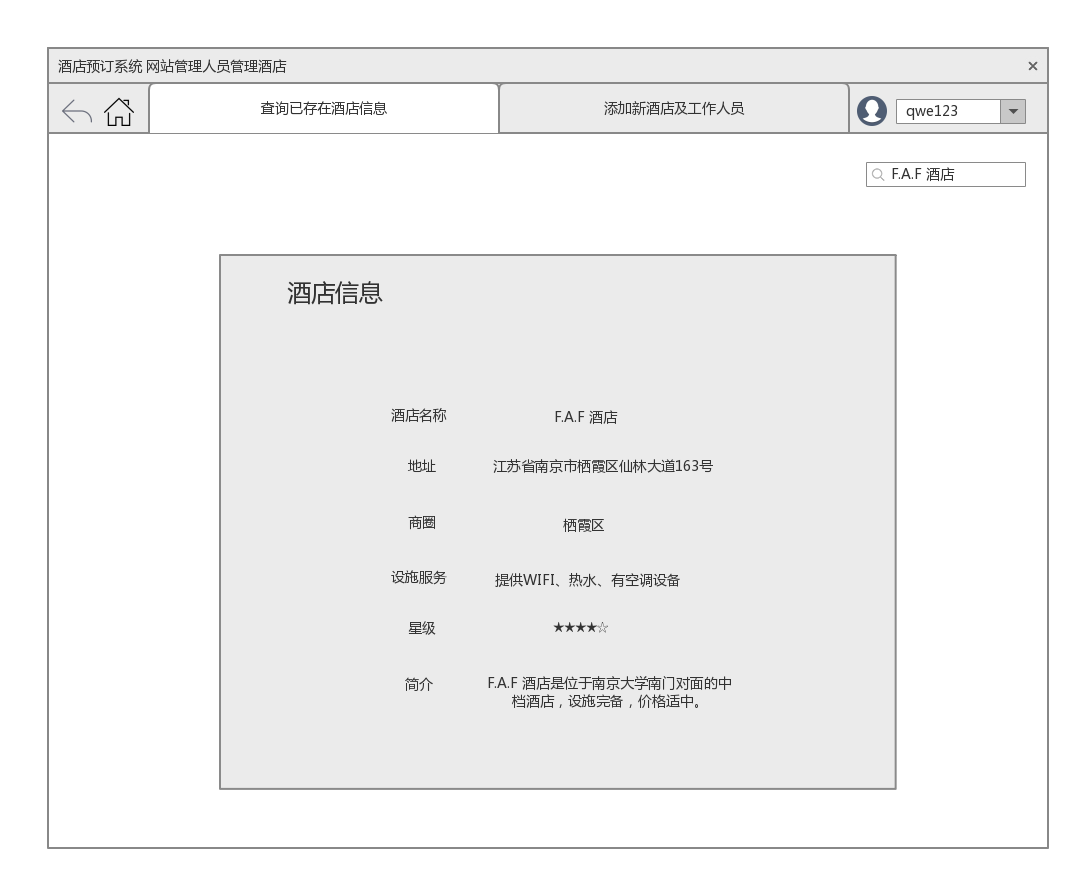 酒店预订系统 网站管理人员管理酒店
×
查询已存在酒店信息
添加新酒店及工作人员
qwe123
F.A.F 酒店
酒店信息
酒店名称 F.A.F 酒店
地址 江苏省南京市栖霞区仙林大道163号
商圈 栖霞区
设施服务 提供WIFI、热水、有空调设备
星级 ★★★★☆
简介 F.A.F 酒店是位于南京大学南门对面的中
档酒店，设施完备，价格适中。